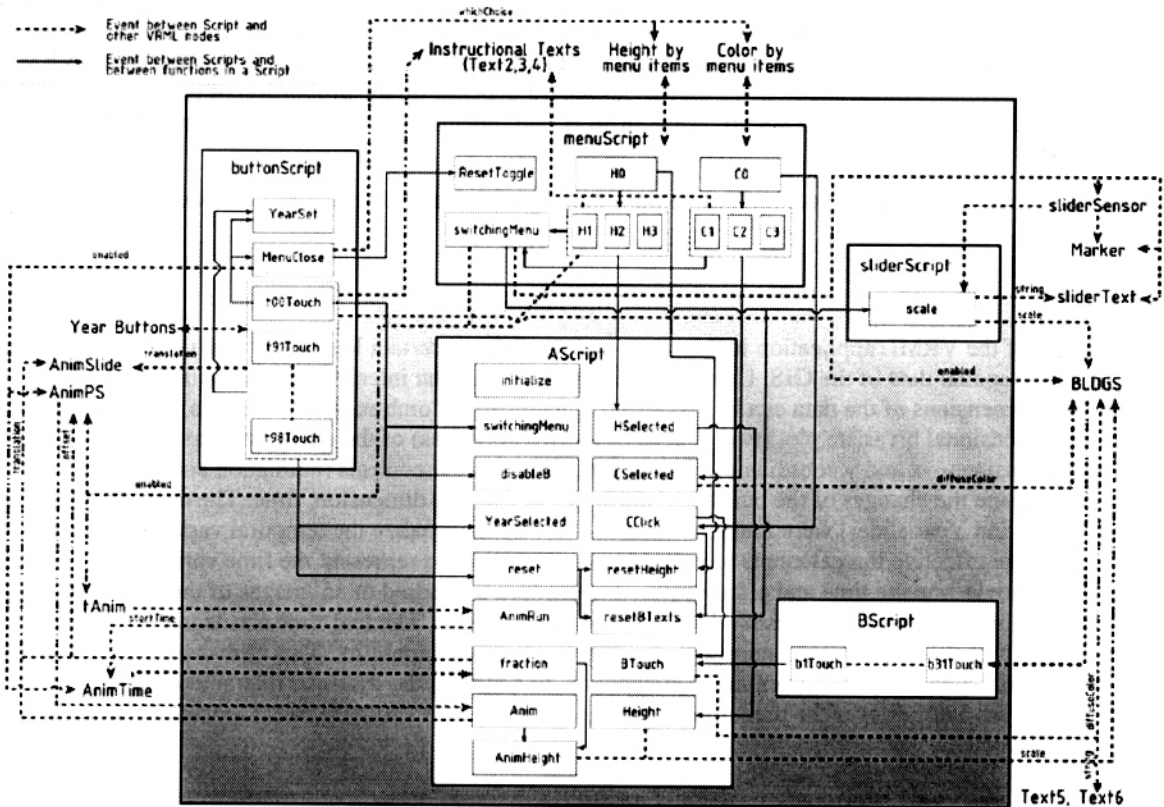 Event between Script and
other VRML nodes
Event between Scripts and
between functions in a Script
whichChoice
Instructional Texts
(Text2,3,4)
Height by
menu items
Color by
menu items
menuScript
buttonScript
ResetToggle
H0
C0
YearSet
switchingMenu
H1
H2
H3
C1
C2
C3
sliderSensor
enabled
MenuClose
Marker
sliderScript
t00Touch
scale
string
sliderText
scale
Year Buttons
t91Touch
AScript
AnimSlide
translation
initialize
enabled
BLDGS
AnimPS
translation
offset
t98Touch
switchingMenu
HSelected
enabled
disableB
CSelected
diffuseColor
YearSelected
CClick
reset
resetHeight
tAnim
startTime
AnimRun
resetBTexts
BScript
fraction
BTouch
b1Touch
b31Touch
AnimTime
Anim
Height
diffuseColor
AnimHeight
scale
string
Text5, Text6